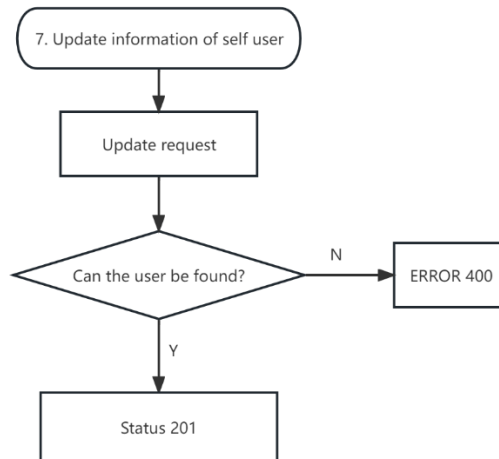 7. Update information of self user
Update request
Can the user be found?
N
ERROR 400
Y
Status 201